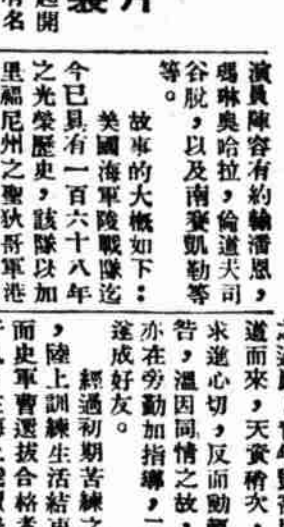 起開
有名
演員陣容有約翰潘恩，
瑪琳奧哈拉，倫道夫司
谷脫，以及南賽凱勒等
等。
故事的大概如下：
美國海軍陸戰隊迄
今已具有一百六十八年
之光榮歷史，該隊以加
里福尼州之聖狄哥軍港
道而來，天資稍次
求進心切，反而動
告，溫因同情之故，
亦在旁勤加指導，二
遂成好友。
經過初期苦練之
，陸上訓練生活結束
而史軍曹選拔合格者